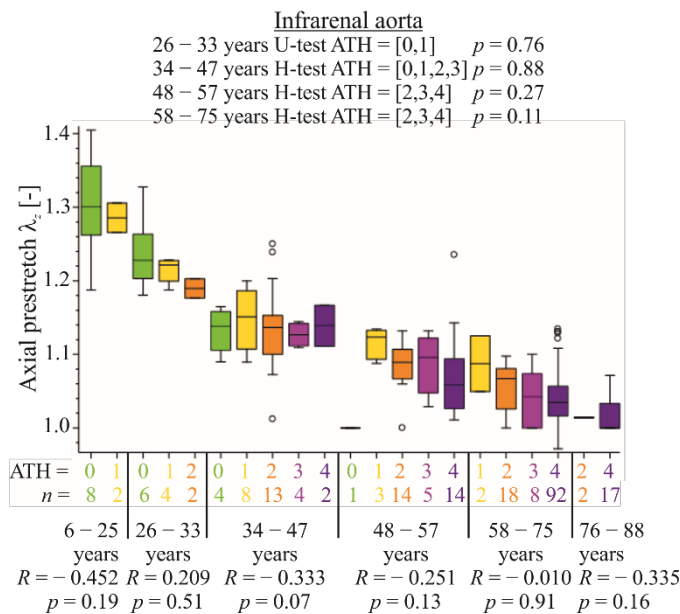 Infrarenal aorta
26 – 33 years U-test ATH = [0,1] p = 0.76
34 – 47 years H-test ATH = [0,1,2,3] p = 0.88
48 – 57 years H-test ATH = [2,3,4] p = 0.27
58 – 75 years H-test ATH = [2,3,4] p = 0.11
Axial prestretch λz [-]
1.4
1.3
1.2
1.1
1.0
ATH = 0 1 0 1 2 0 1 2 3 4 0 1 2 3 4 1 2 3 4 2 4
n = 8 2 6 4 2 4 8 13 4 2 1 3 14 5 14 2 18 8 92 2 17
6 – 25 26 – 33 34 – 47 48 – 57 58 – 75 76 – 88
years years years years years years
R = – 0.452 R = 0.209 R = – 0.333 R = – 0.251 R = – 0.010 R = – 0.335
p = 0.19 p = 0.51 p = 0.07 p = 0.13 p = 0.91 p = 0.16